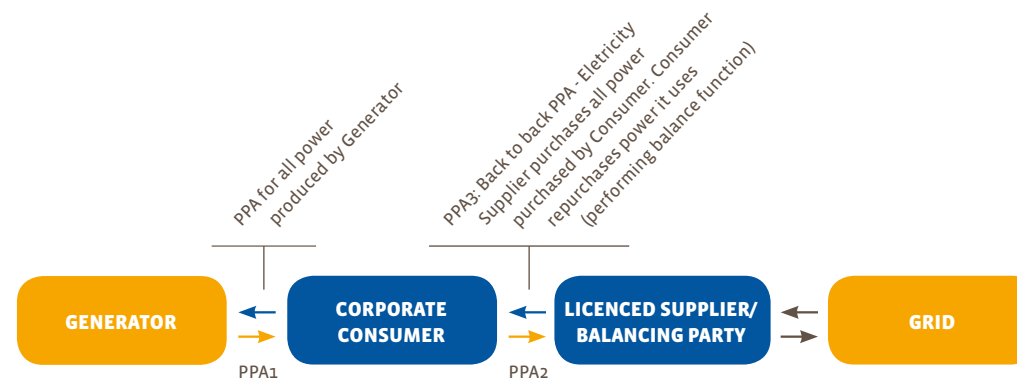 PPA for all power
produced by Generator
PPA3: Back to back PPA - Eletricity
Supplier purchases all power
purchased by Consumer. Consumer
repurchases power it uses
(performing balance function)
GENERATOR
CORPORATE
CONSUMER
LICENCED SUPPLIER/
BALANCING PARTY
GRID
PPA1
PPA2